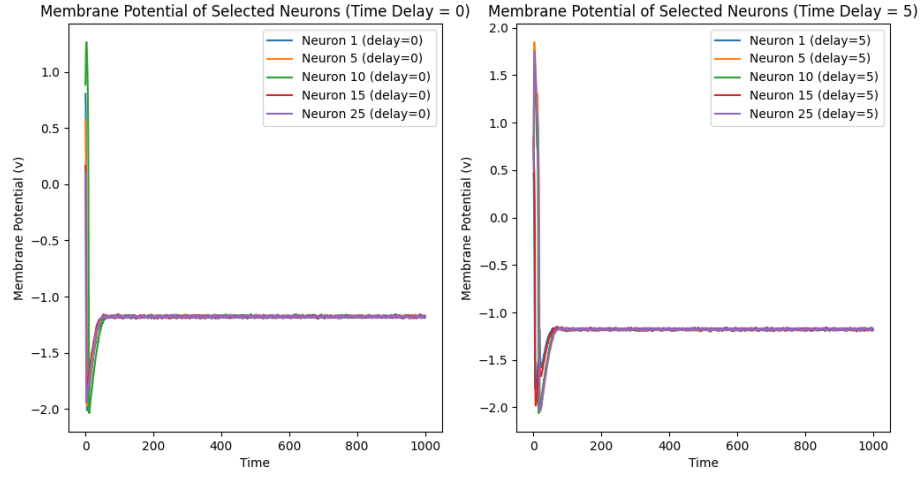 Membrane Potential of Selected Neurons (Time Delay = 0)
Membrane Potential (v)
1.0
0.5
0.0
−0.5
−1.0
−1.5
−2.0
Neuron 1 (delay=0)
Neuron 5 (delay=0)
Neuron 10 (delay=0)
Neuron 15 (delay=0)
Neuron 25 (delay=0)
0 200 400 600 800 1000
Time
Membrane Potential of Selected Neurons (Time Delay = 5)
Membrane Potential (v)
2.0
1.5
1.0
0.5
0.0
−0.5
−1.0
−1.5
−2.0
Neuron 1 (delay=5)
Neuron 5 (delay=5)
Neuron 10 (delay=5)
Neuron 15 (delay=5)
Neuron 25 (delay=5)
0 200 400 600 800 1000
Time